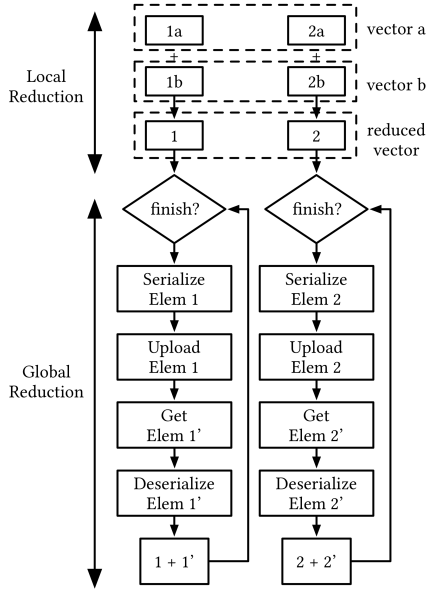 1a
2a
vector a
+
+
1b
2b
vector b
Local
Reduction
1
2
reduced
vector
finish?
finish?
Serialize
Elem 1
Serialize
Elem 2
Upload
Elem 1
Upload
Elem 2
Global
Reduction
Get
Elem 1’
Get
Elem 2’
Deserialize
Elem 1’
Deserialize
Elem 2’
1 + 1’
2 + 2’